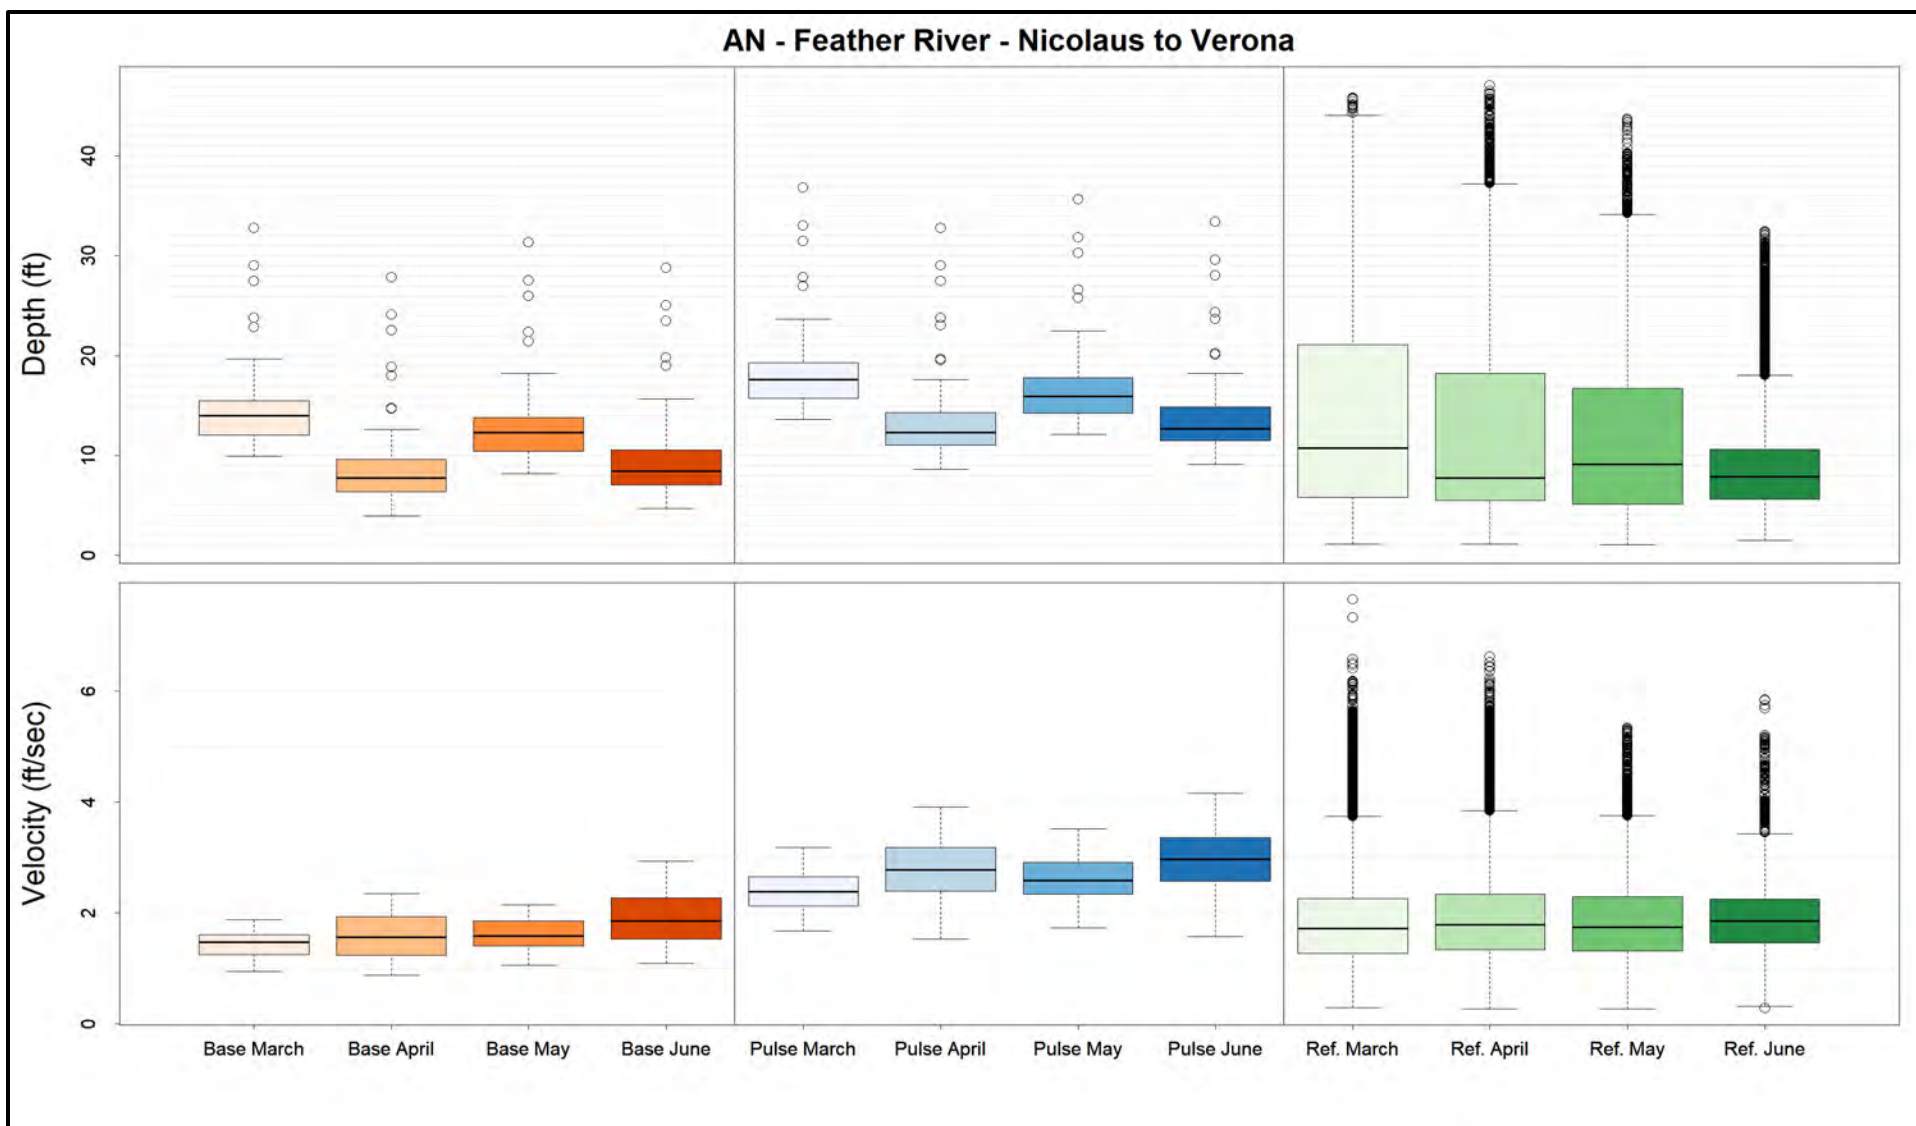 AN - Feather River - Nicolaus to Verona
Depth (ft)
40
30
20
10
0
Velocity (ft/sec)
6
4
2
0
Base March Base April Base May Base June Pulse March Pulse April Pulse May Pulse June Ref. March Ref. April Ref. May Ref. June